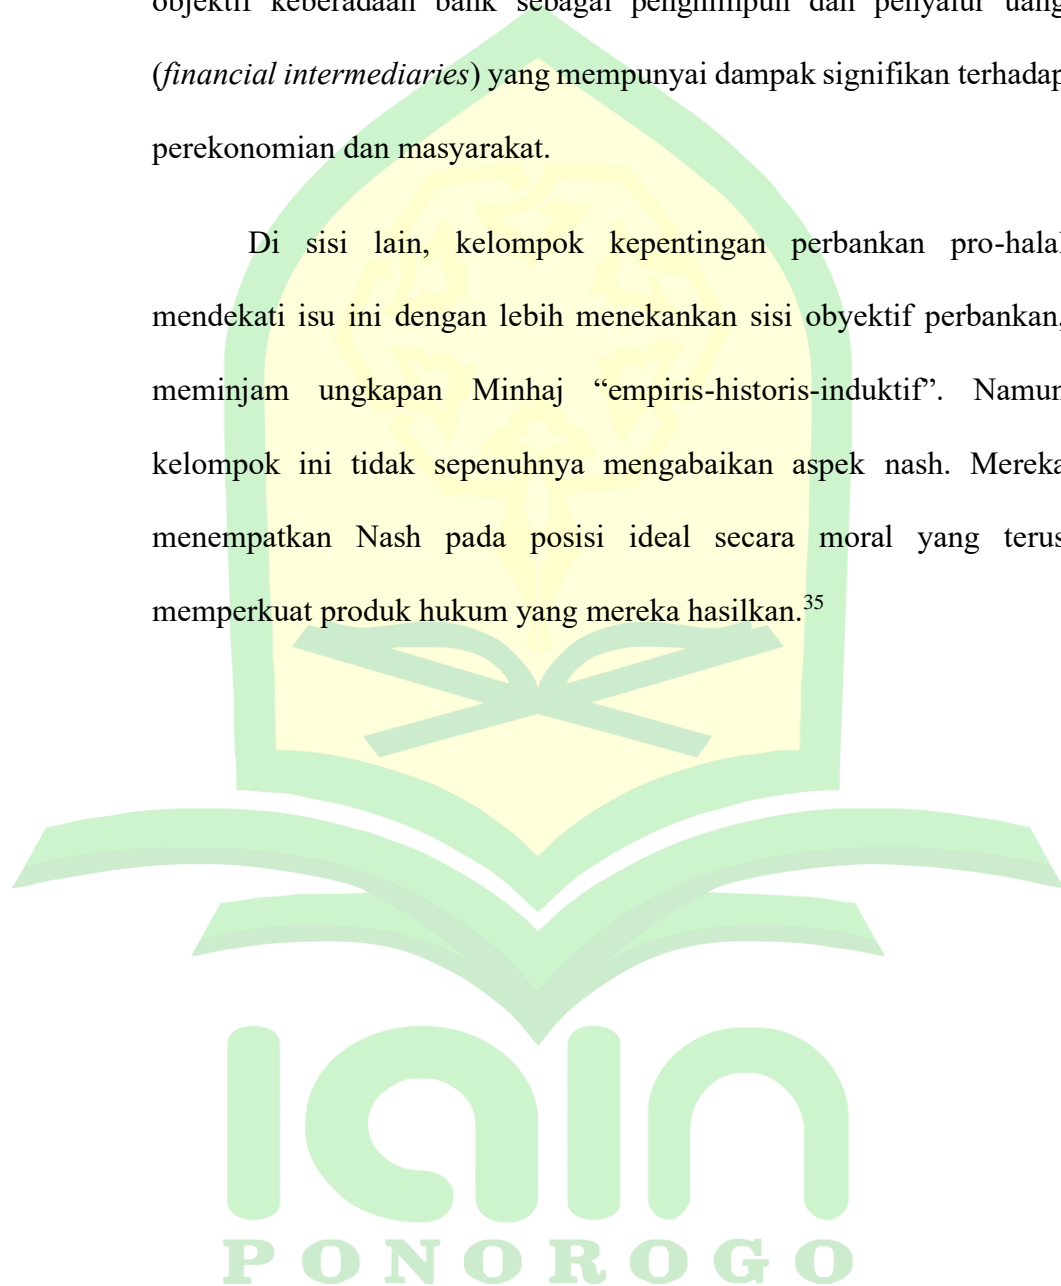 objektif keberadaan bank sebagai penghimpun dan penyalur uang
(financial intermediaries) yang mempunyai dampak signifikan terhadap
perekonomian dan masyarakat.
Di sisi lain, kelompok kepentingan perbankan pro-halal
mendekati isu ini dengan lebih menekankan sisi obyektif perbankan,
meminjam ungkapan Minhaj “empiris-historis-induktif”. Namun
kelompok ini tidak sepenuhnya mengabaikan aspek nash. Mereka
menempatkan Nash pada posisi ideal secara moral yang terus
memperkuat produk hukum yang mereka hasilkan.35
IAIN
PONOROGO